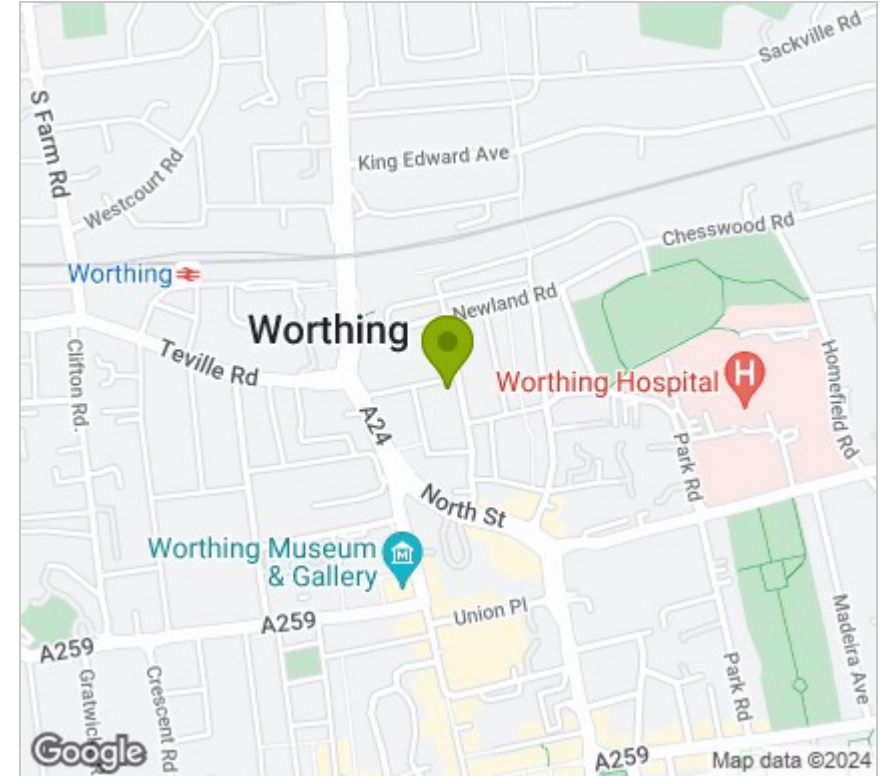 Sackville Rd
S Farm Rd
King Edward Ave
Westcourt Rd
Chesswood Rd
Worthing
Newland Rd
Worthing
Teville Rd
Clifton Rd.
Worthing Hospital
H
Homefield Rd
A24
Park Rd
North St
Worthing Museum
& Gallery
M
Union Pl
A259
A259
Madeira Ave
Park Rd
Crescent Rd
Google
A259
Map data ©2024